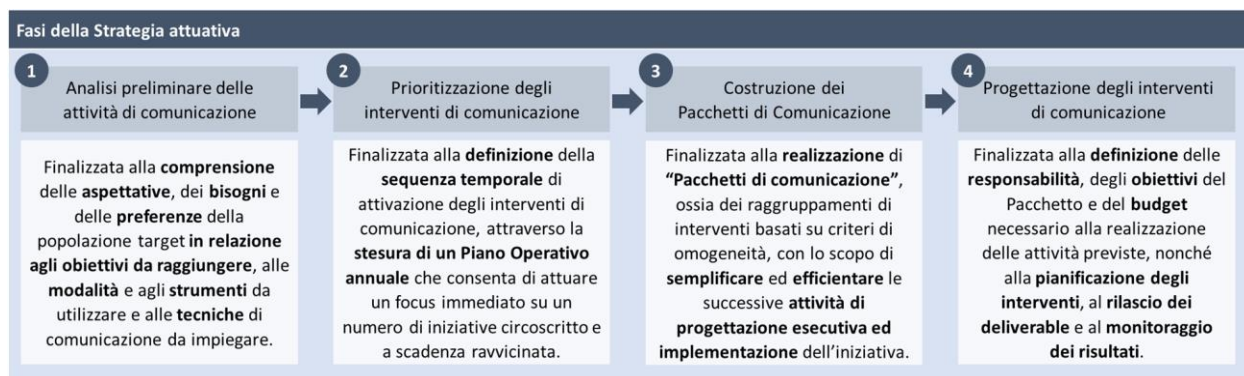 Fasi della Strategia attuativa
1
Analisi preliminare delle
attività di comunicazione
Finalizzata alla comprensione
delle aspettative, dei bisogni e
delle preferenze della
popolazione target in relazione
agli obiettivi da raggiungere, alle
modalità e agli strumenti da
utilizzare e alle tecniche di
comunicazione da impiegare.
2
Prioritizzazione degli
interventi di comunicazione
Finalizzata alla definizione della
sequenza temporale di
attivazione degli interventi di
comunicazione, attraverso la
stesura di un Piano Operativo
annuale che consenta di attuare
un focus immediato su un
numero di iniziative circoscritto e
a scadenza ravvicinata.
3
Costruzione dei
Pacchetti di Comunicazione
Finalizzata alla realizzazione di
“Pacchetti di comunicazione”,
ossia dei raggruppamenti di
interventi basati su criteri di
omogeneità, con lo scopo di
semplificare ed efficientare le
successive attività di
progettazione esecutiva ed
implementazione dell’iniziativa.
4
Progettazione degli interventi
di comunicazione
Finalizzata alla definizione delle
responsabilità, degli obiettivi del
Pacchetto e del budget
necessario alla realizzazione
delle attività previste, nonché
alla pianificazione degli
interventi, al rilascio dei
deliverable e al monitoraggio
dei risultati.